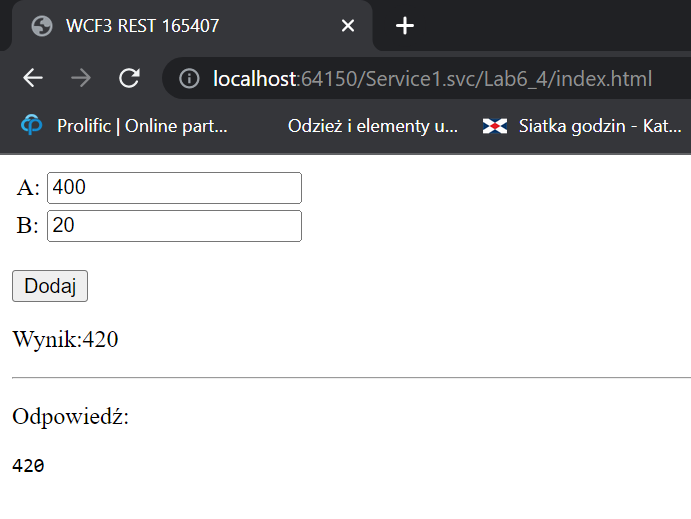 WCF3 REST 165407
localhost:64150/Service1.svc/Lab6_4/index.html
Prolific | Online part... Odzież i elementy u... Siatka godzin - Kat...
A: 400
B: 20
Dodaj
Wynik:420
Odpowiedź:
420